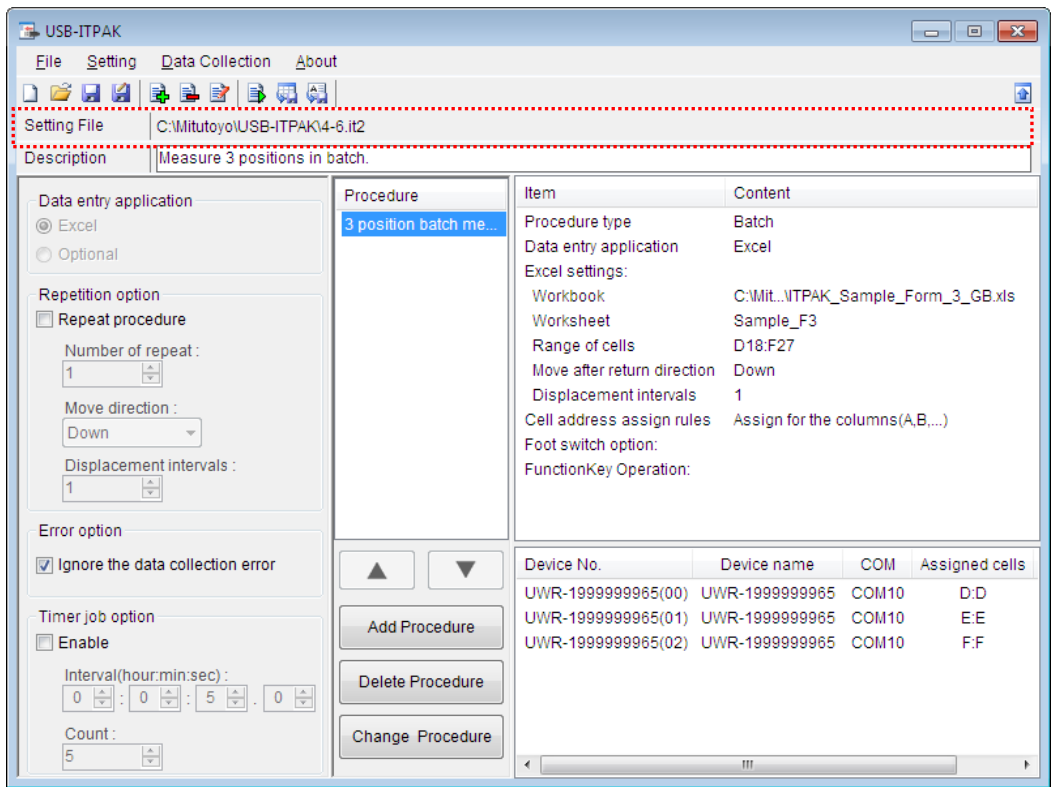 USB-ITPAK
File Setting Data Collection About
Setting File C:\Mitutoyo\USB-ITPAK\4-6.it2
Description Measure 3 positions in batch.
Data entry application
Excel
Optional
Repetition option
Repeat procedure
Number of repeat :
1
Move direction :
Down
Displacement intervals :
1
Error option
Ignore the data collection error
Timer job option
Enable
Interval(hour:min:sec) :
0 : 0 : 5 . 0
Count :
5
Procedure
3 position batch me...
Add Procedure
Delete Procedure
Change Procedure
Item Content
Procedure type Batch
Data entry application Excel
Excel settings:
Workbook C:\Mit...\ITPAK_Sample_Form_3_GB.xls
Worksheet Sample_F3
Range of cells D18:F27
Move after return direction Down
Displacement intervals 1
Cell address assign rules Assign for the columns(A,B,...)
Foot switch option:
FunctionKey Operation:
Device No. Device name COM Assigned cells
UWR-1999999965(00) UWR-1999999965 COM10 D:D
UWR-1999999965(01) UWR-1999999965 COM10 E:E
UWR-1999999965(02) UWR-1999999965 COM10 F:F